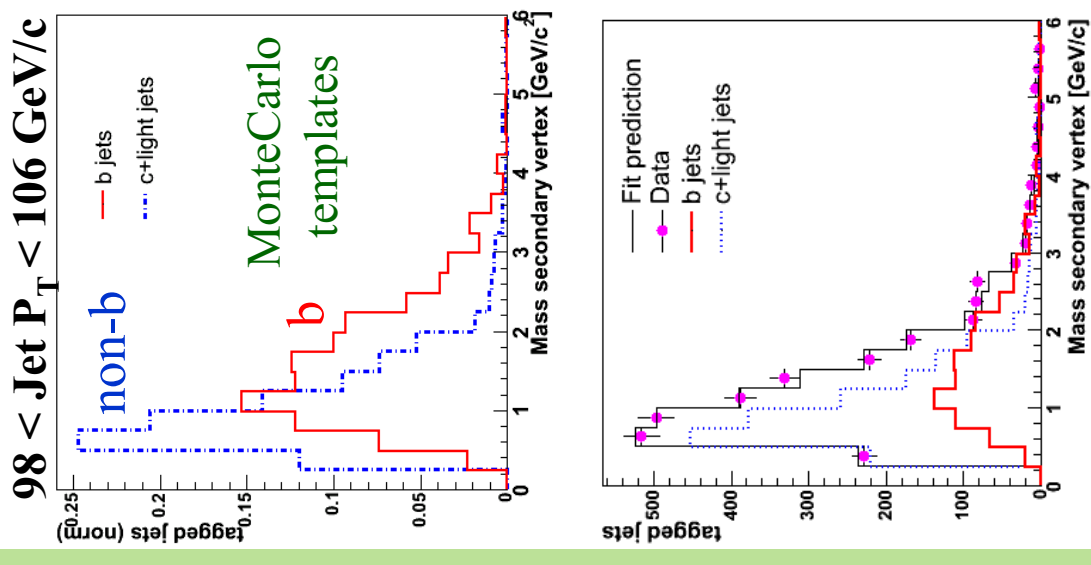 98 < Jet P_T < 106 GeV/c
tagged jets (norm)
0.25
0.2
0.15
0.1
0.05
0
non-b
b
b jets
c+light jets
MonteCarlo
templates
0 1 2 3 4 5 6
Mass secondary vertex [GeV/c²]
tagged jets
500
400
300
200
100
0
Fit prediction
Data
b jets
c+light jets
0 1 2 3 4 5 6
Mass secondary vertex [GeV/c